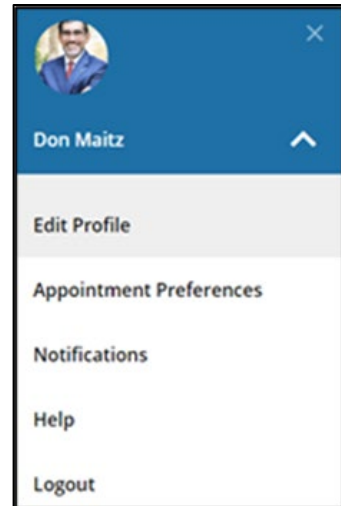 Don Maitz
Edit Profile
Appointment Preferences
Notifications
Help
Logout